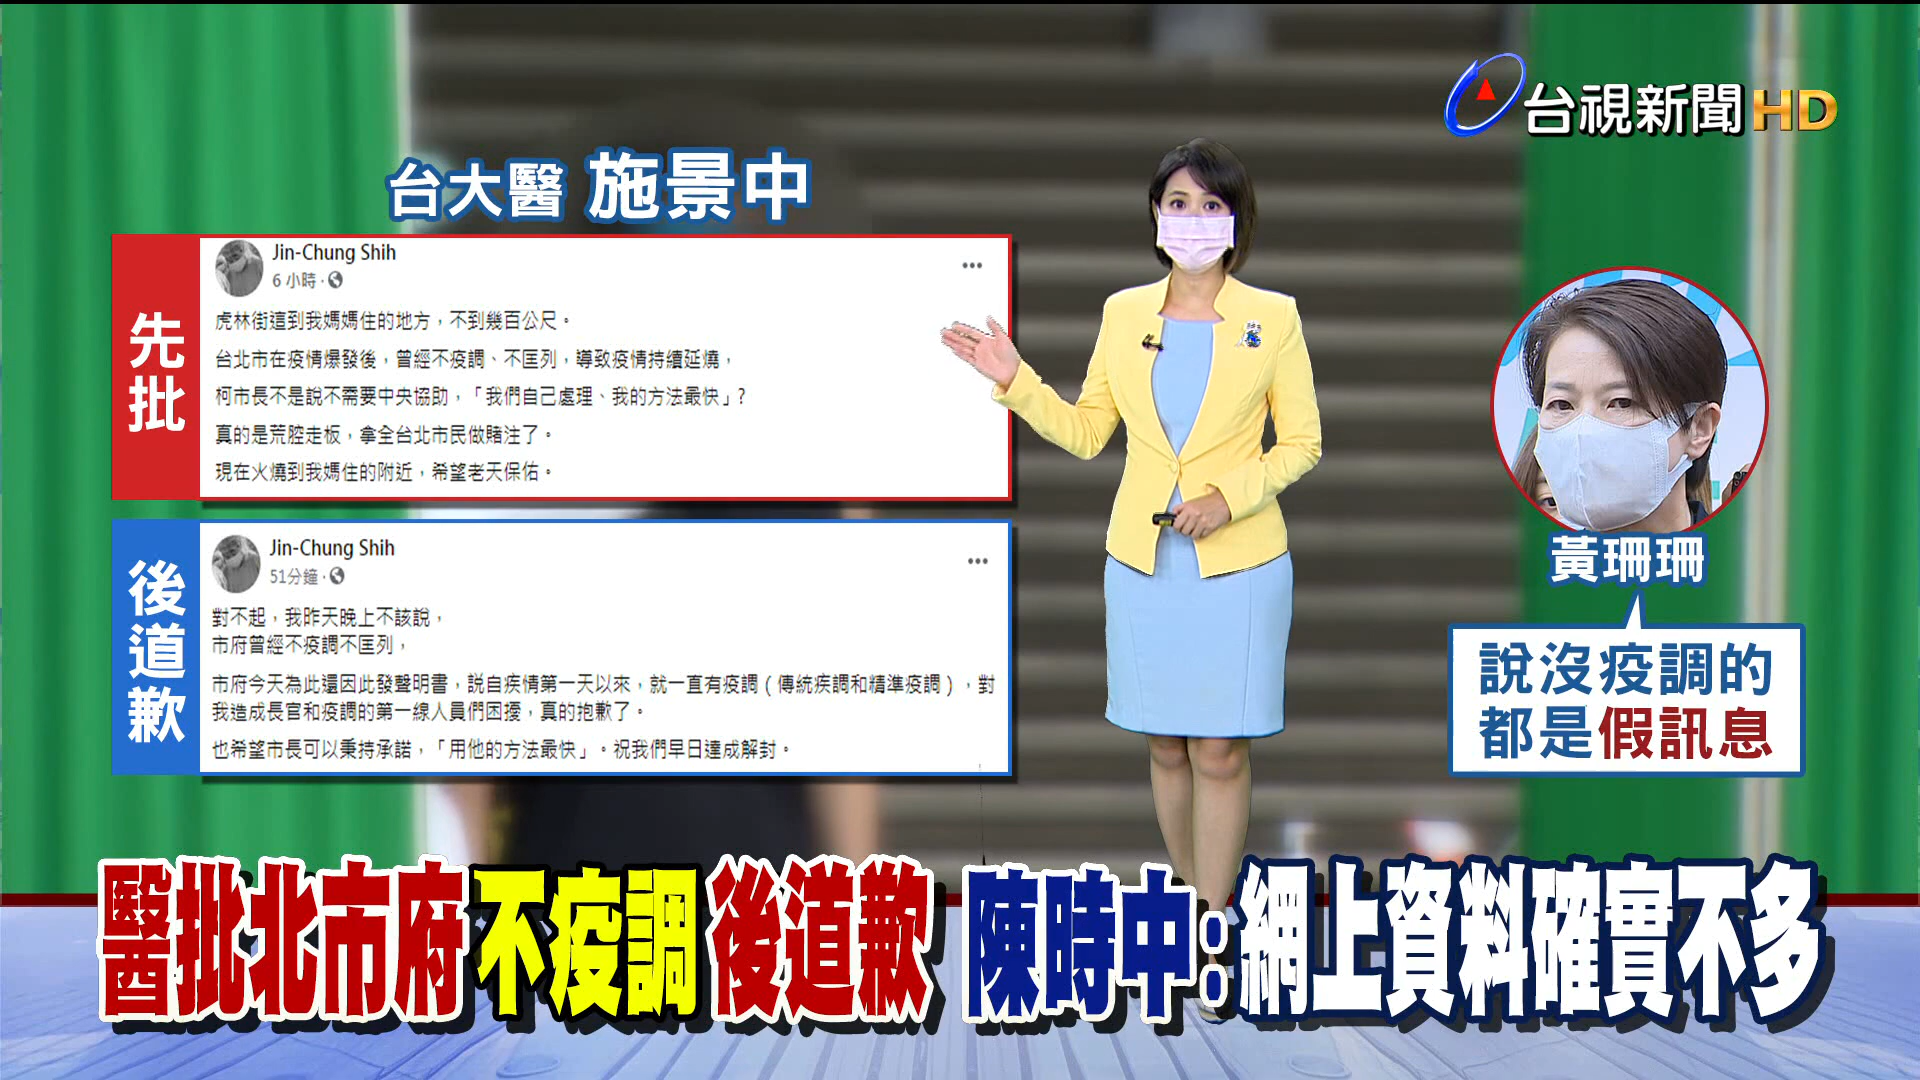 台視新聞HD
台大醫 施景中
先批
Jin-Chung Shih
6 小時
虎林街這到我媽媽住的地方，不到幾百公尺。
台北市在疫情爆發後，曾經不疫調、不匡列，導致疫情持續延燒，
柯市長不是說不需要中央協助，「我們自己處理、我的方法最快」?
真的是荒腔走板，拿全台北市民做賭注了。
現在火燒到我媽住的附近，希望老天保佑。
後道歉
Jin-Chung Shih
51分鐘
對不起，我昨天晚上不該說，
市府曾經不疫調不匡列，
市府今天為此還因此發聲明書，説自疾情第一天以來，就一直有疫調（傳統疾調和精準疫調），對
我造成長官和疫調的第一線人員們困擾，真的抱歉了。
也希望市長可以秉持承諾，「用他的方法最快」。祝我們早日達成解封。
黃珊珊
說沒疫調的
都是假訊息
醫批北市府不疫調後道歉 陳時中：網上資料確實不多